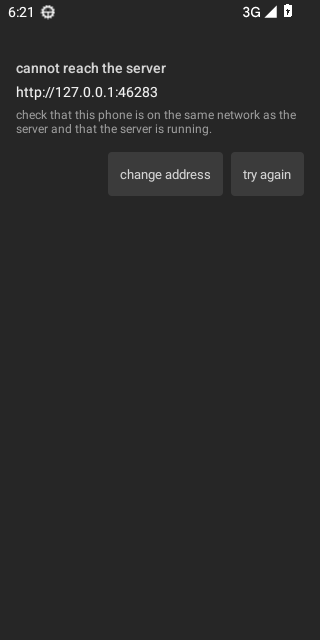 6:21
3G
cannot reach the server
http://127.0.0.1:46283
check that this phone is on the same network as the
server and that the server is running.
change address
try again